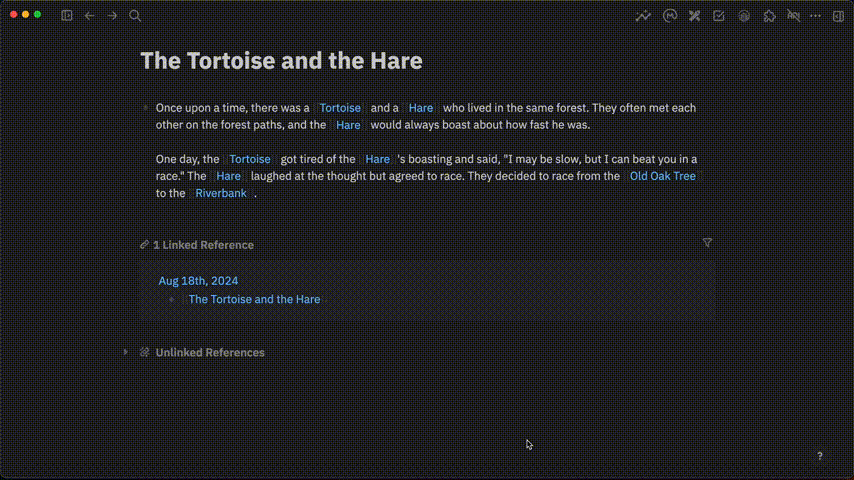 The Tortoise and the Hare
Once upon a time, there was a Tortoise and a Hare who lived in the same forest. They often met each
other on the forest paths, and the Hare would always boast about how fast he was.
One day, the Tortoise got tired of the Hare 's boasting and said, "I may be slow, but I can beat you in a
race." The Hare laughed at the thought but agreed to race. They decided to race from the Old Oak Tree
to the Riverbank .
1 Linked Reference
Aug 18th, 2024
The Tortoise and the Hare
Unlinked References
?